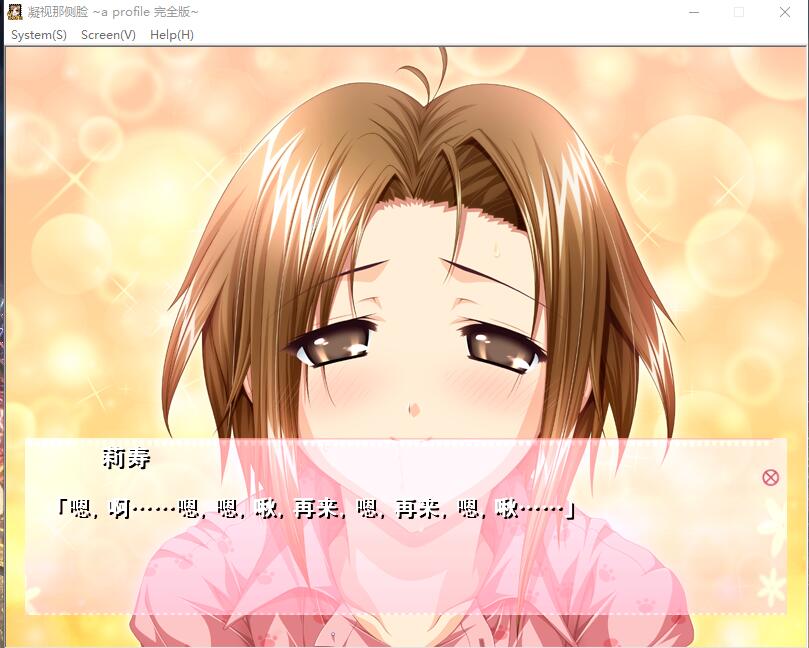 凝视那侧脸 ~a profile 完全版~
System(S) Screen(V) Help(H)
莉寿
「嗯，啊……嗯，嗯，啾，再来，嗯，再来，嗯，啾……」